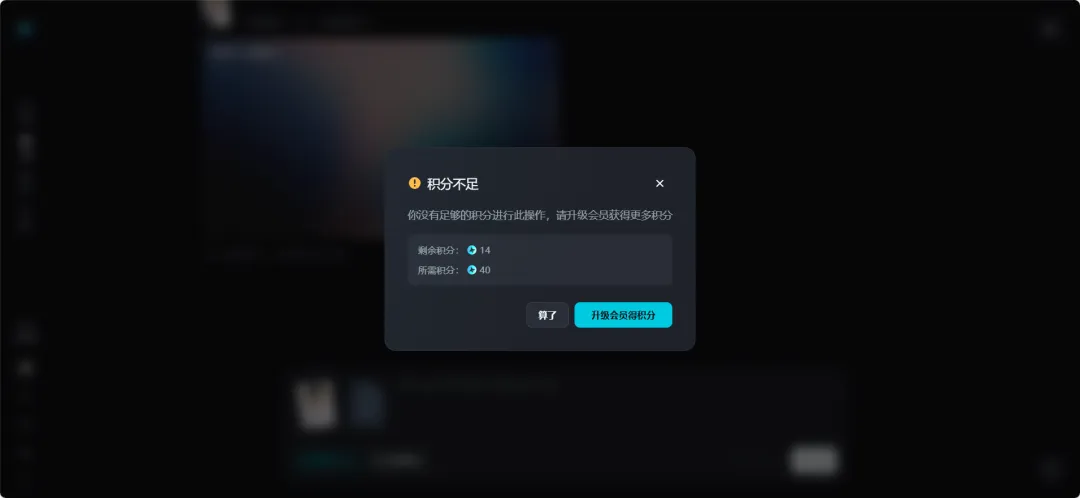 积分不足
你没有足够的积分进行此操作，请升级会员获得更多积分
剩余积分： 14
所需积分： 40
算了 升级会员得积分